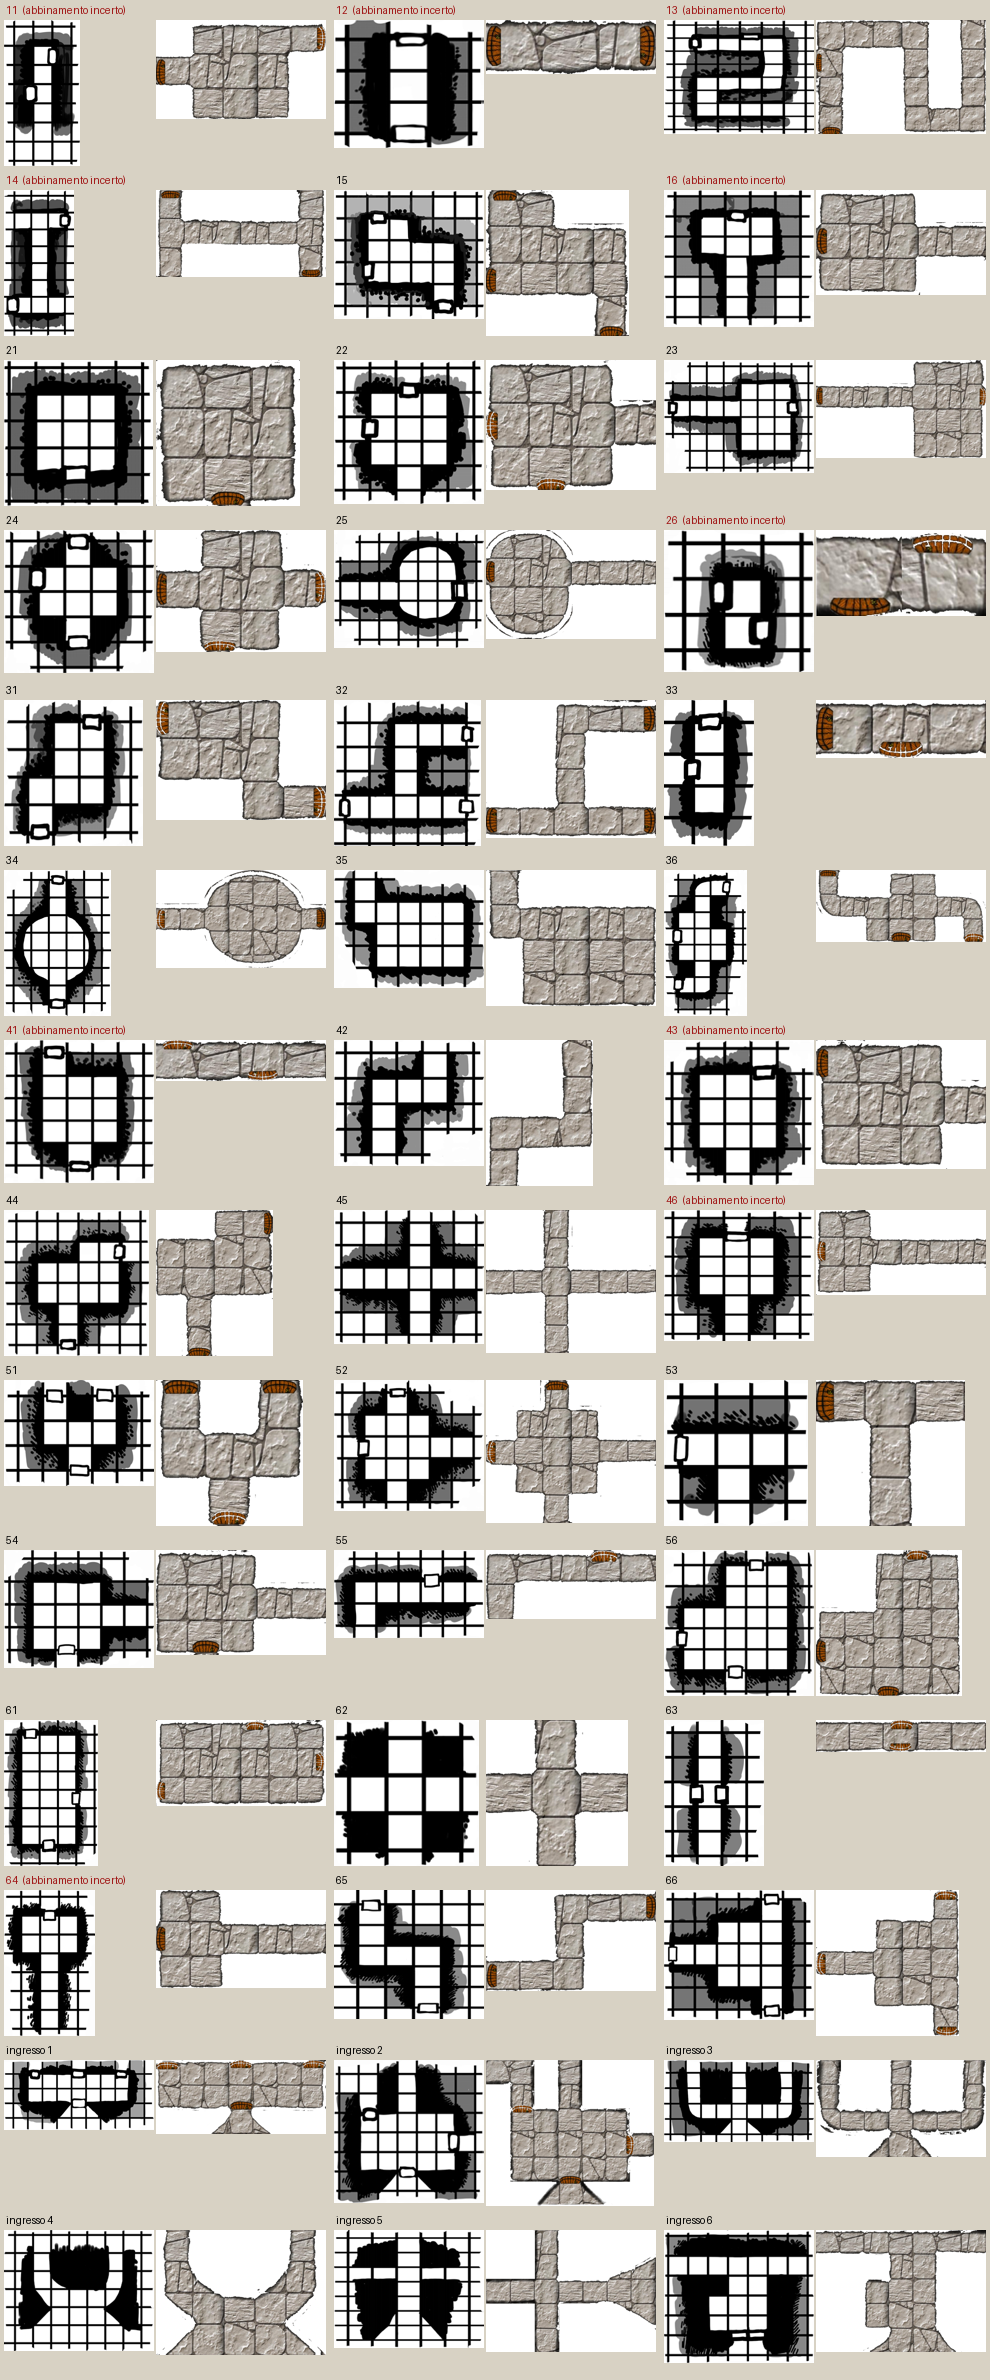 11 (abbinamento incerto)
12 (abbinamento incerto)
13 (abbinamento incerto)
14 (abbinamento incerto)
15
16 (abbinamento incerto)
21
22
23
24
25
26 (abbinamento incerto)
31
32
33
34
35
36
41 (abbinamento incerto)
42
43 (abbinamento incerto)
44
45
46 (abbinamento incerto)
51
52
53
54
55
56
61
62
63
64 (abbinamento incerto)
65
66
ingresso 1
ingresso 2
ingresso 3
ingresso 4
ingresso 5
ingresso 6